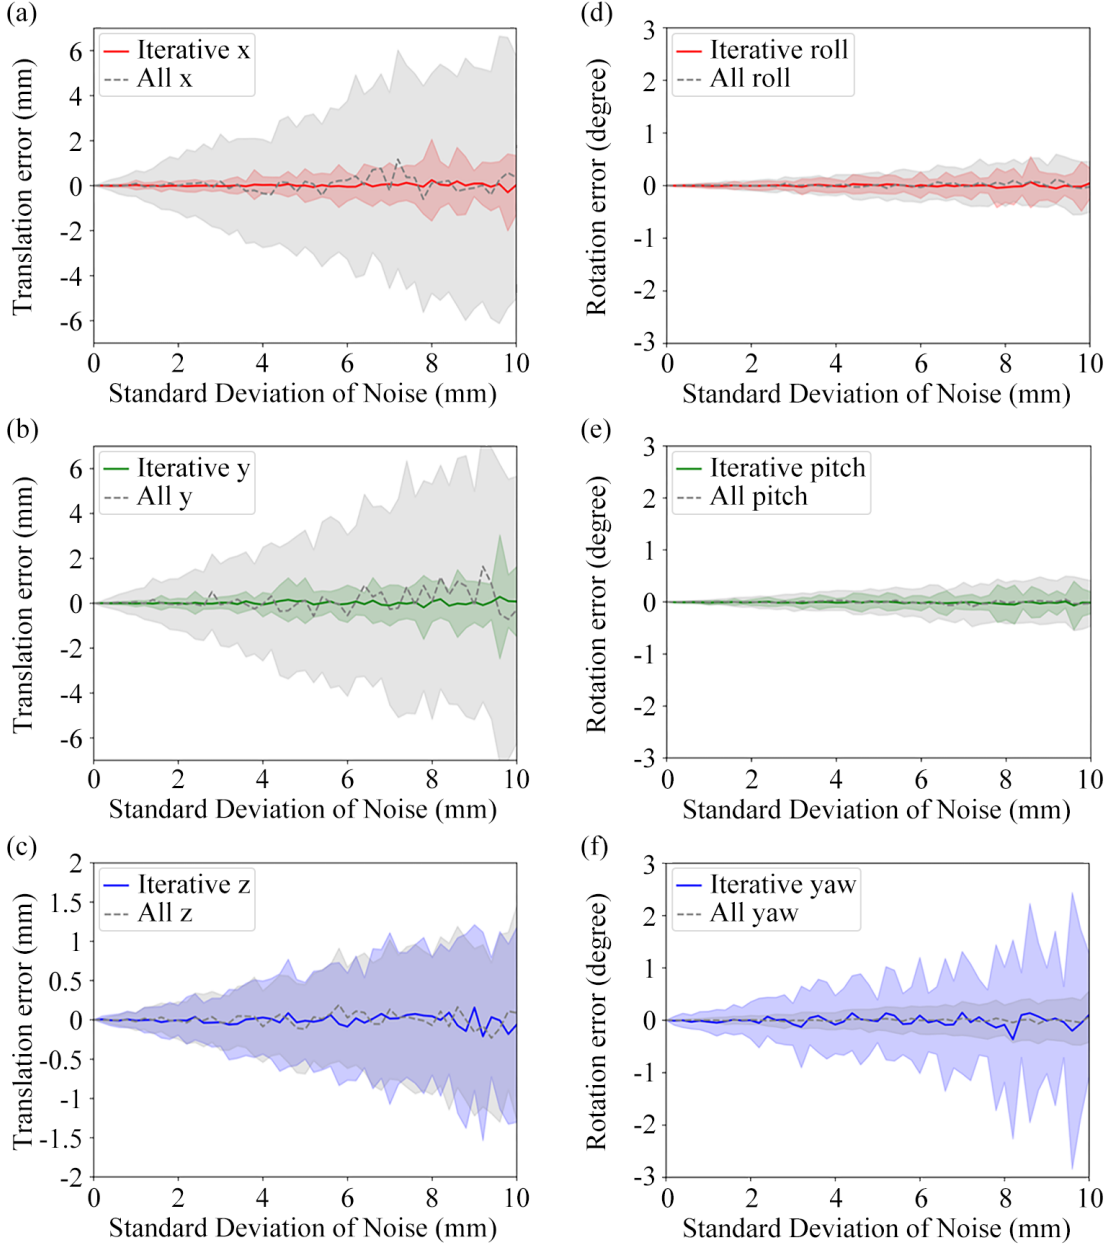 (a)
Translation error (mm)
6
4
2
0
-2
-4
-6
Iterative x
All x
0 2 4 6 8 10
Standard Deviation of Noise (mm)
(d)
Rotation error (degree)
3
2
1
0
-1
-2
-3
Iterative roll
All roll
0 2 4 6 8 10
Standard Deviation of Noise (mm)
(b)
Translation error (mm)
6
4
2
0
-2
-4
-6
Iterative y
All y
0 2 4 6 8 10
Standard Deviation of Noise (mm)
(e)
Rotation error (degree)
3
2
1
0
-1
-2
-3
Iterative pitch
All pitch
0 2 4 6 8 10
Standard Deviation of Noise (mm)
(c)
Translation error (mm)
2
1.5
1
0.5
0
-0.5
-1
-1.5
-2
Iterative z
All z
0 2 4 6 8 10
Standard Deviation of Noise (mm)
(f)
Rotation error (degree)
3
2
1
0
-1
-2
-3
Iterative yaw
All yaw
0 2 4 6 8 10
Standard Deviation of Noise (mm)